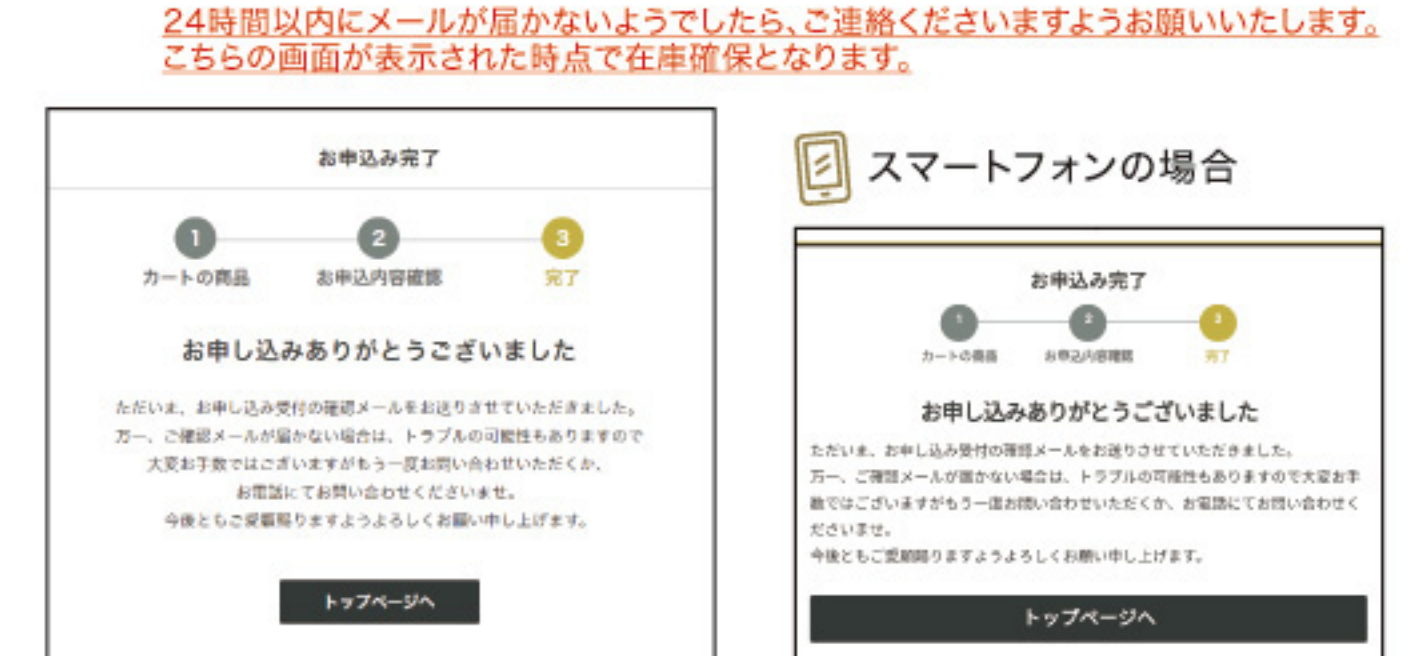 24時間以内にメールが届かないようでしたら、ご連絡くださいますようお願いいたします。
こちらの画面が表示された時点で在庫確保となります。
お申込み完了
1
2
3
カートの商品
お申込内容確認
完了
お申し込みありがとうございました
ただいま、お申し込み受付の確認メールをお送りさせていただきました。
万一、ご確認メールが届かない場合は、トラブルの可能性もありますので
大変お手数ではございますがもう一度お問い合わせいただくか、
お電話にてお問い合わせくださいませ。
今後ともご愛顧賜りますようよろしくお願い申し上げます。
トップページへ
スマートフォンの場合
お申込み完了
1
2
3
カートの商品
お申込内容確認
完了
お申し込みありがとうございました
ただいま、お申し込み受付の確認メールをお送りさせていただきました。
万一、ご確認メールが届かない場合は、トラブルの可能性もありますので大変お手
数ではございますがもう一度お問い合わせいただくか、お電話にてお問い合わせく
ださいませ。
今後ともご愛顧賜りますようよろしくお願い申し上げます。
トップページへ